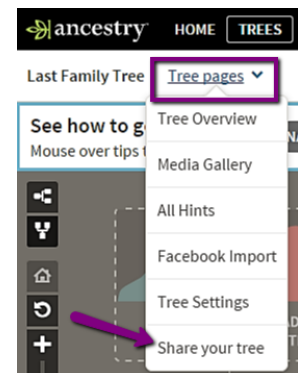 ancestry HOME TREES
Last Family Tree Tree pages
See how to g
Mouse over tips t
Tree Overview
Media Gallery
All Hints
Facebook Import
Tree Settings
Share your tree